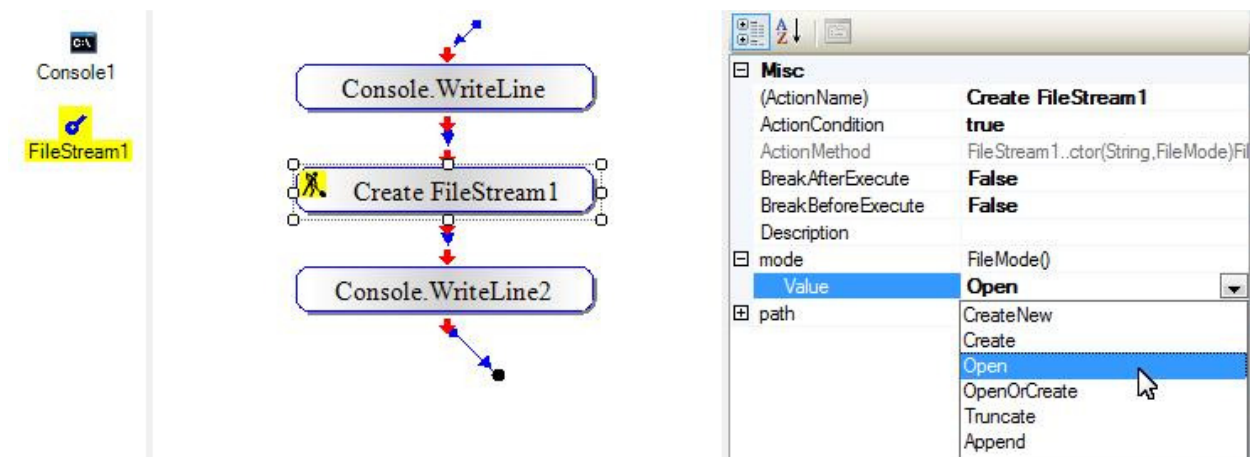 C:\
Console1
FileStream1
Console.WriteLine
Create FileStream1
Console.WriteLine2
A
Z
Misc
(ActionName) Create FileStream1
ActionCondition true
ActionMethod FileStream1..ctor(String,FileMode)Fil
BreakAfterExecute False
BreakBeforeExecute False
Description
mode FileMode()
Value Open
path
CreateNew
Create
Open
OpenOrCreate
Truncate
Append